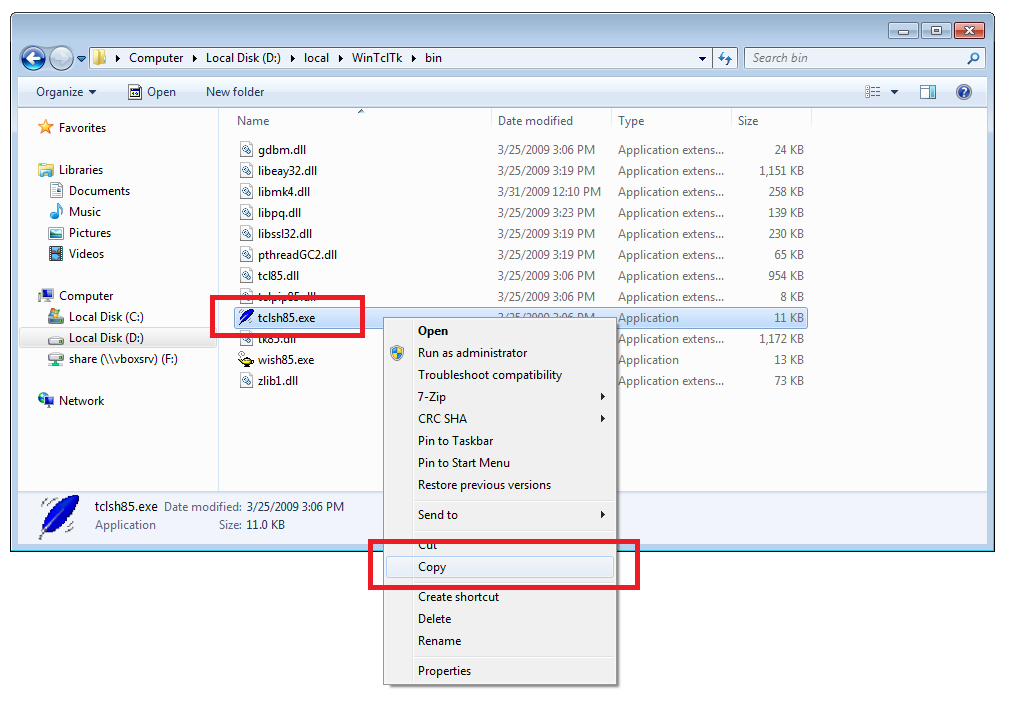 Computer Local Disk (D:) local WinTclTk bin Search bin
Organize Open New folder
Name Date modified Type Size
Favorites
Libraries
Documents
Music
Pictures
Videos
Computer
Local Disk (C:)
Local Disk (D:)
share (\\vboxsrv) (F:)
Network
gdbm.dll 3/25/2009 3:06 PM Application extens... 24 KB
libeay32.dll 3/25/2009 3:19 PM Application extens... 1,151 KB
libmk4.dll 3/31/2009 12:10 PM Application extens... 258 KB
libpq.dll 3/25/2009 3:23 PM Application extens... 139 KB
libssl32.dll 3/25/2009 3:19 PM Application extens... 230 KB
pthreadGC2.dll 3/25/2009 3:19 PM Application extens... 65 KB
tcl85.dll 3/25/2009 3:06 PM Application extens... 954 KB
tclpip85.dll 3/25/2009 3:06 PM Application extens... 8 KB
tclsh85.exe 3/25/2009 3:06 PM Application 11 KB
tk85.dll Application extens... 1,172 KB
wish85.exe Application 13 KB
zlib1.dll Application extens... 73 KB
Open
Run as administrator
Troubleshoot compatibility
7-Zip
CRC SHA
Pin to Taskbar
Pin to Start Menu
Restore previous versions
Send to
Cut
Copy
Create shortcut
Delete
Rename
Properties
tclsh85.exe Date modified: 3/25/2009 3:06 PM
Application Size: 11.0 KB